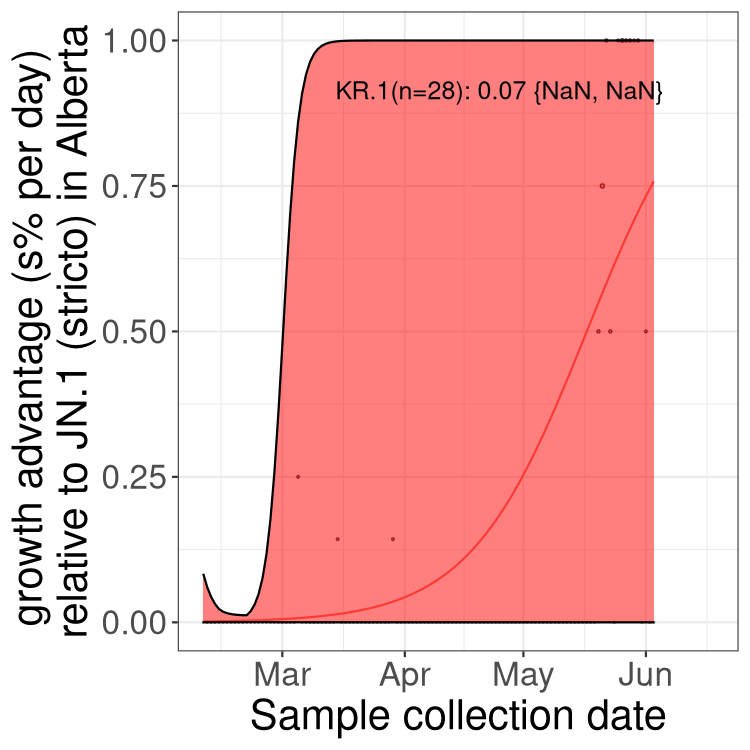 growth advantage (s% per day)
relative to JN.1 (stricto) in Alberta
1.00
0.75
0.50
0.25
0.00
KR.1(n=28): 0.07 {NaN, NaN}
Mar
Apr
May
Jun
Sample collection date